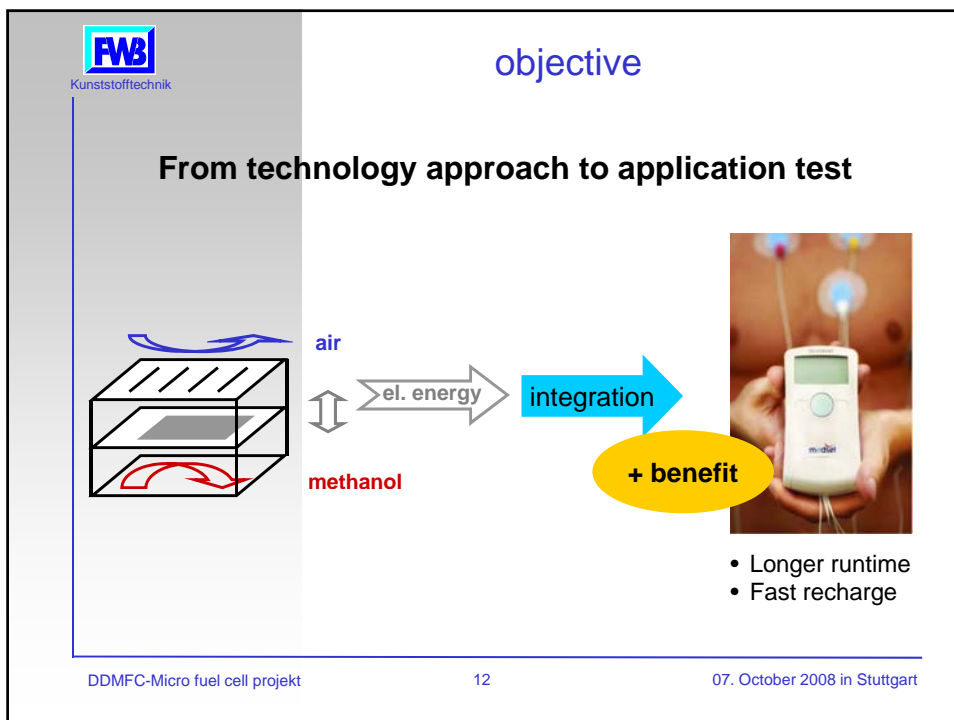 FWB
Kunststofftechnik
objective
From technology approach to application test
air
el. energy
integration
methanol
+ benefit
medset
• Longer runtime
• Fast recharge
DDMFC-Micro fuel cell projekt
12
07. October 2008 in Stuttgart